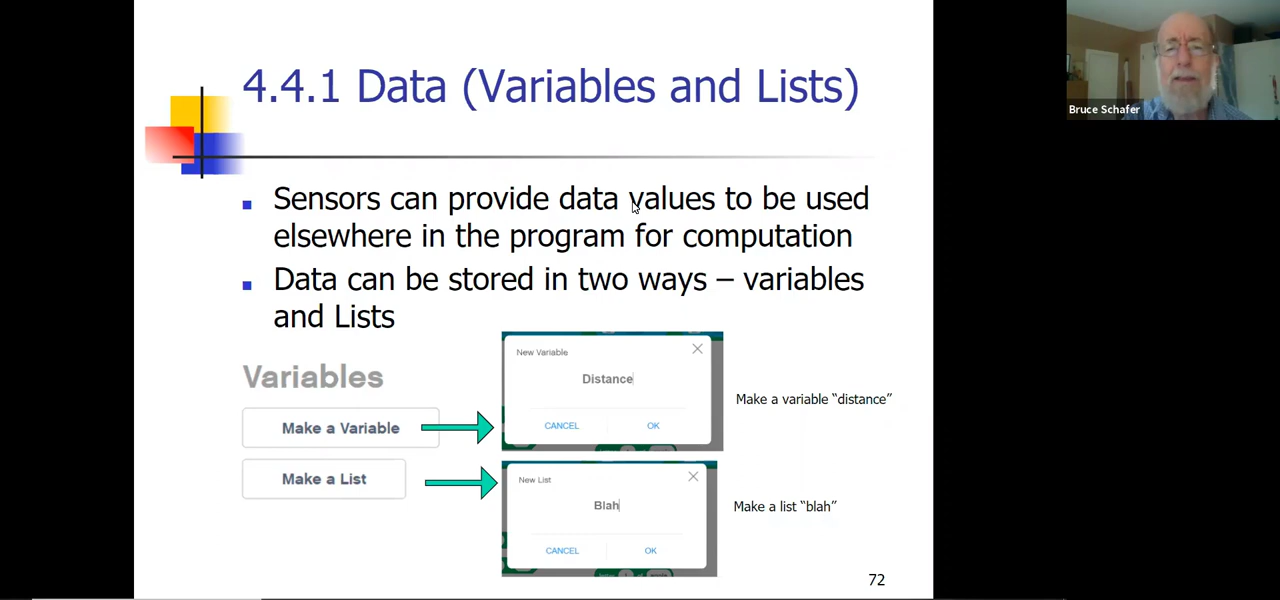 4.4.1 Data (Variables and Lists)
Sensors can provide data values to be used
elsewhere in the program for computation
Data can be stored in two ways – variables
and Lists
Variables
Make a Variable
Make a List
New Variable
Distance
CANCEL OK
Make a variable “distance”
New List
Blah
CANCEL OK
Make a list “blah”
72
Bruce Schafer